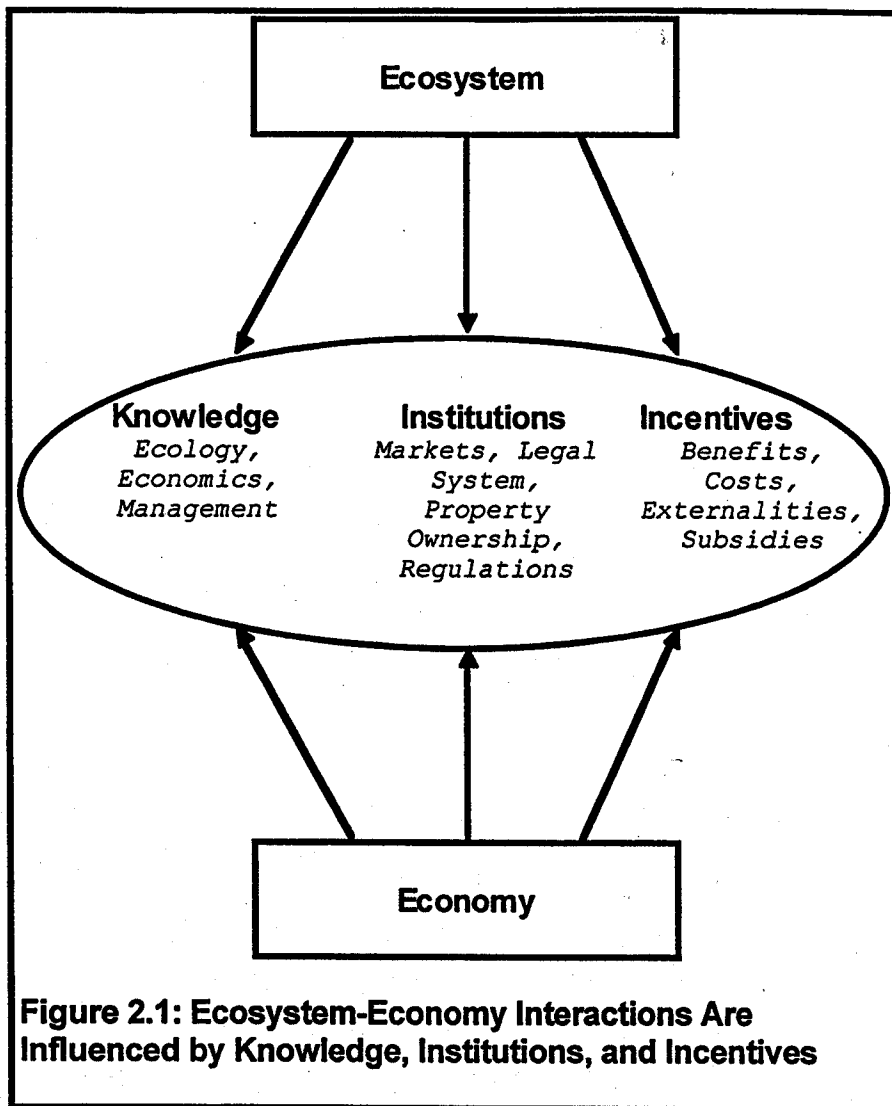 Ecosystem
Knowledge
Ecology,
Economics,
Management
Institutions
Markets, Legal
System,
Property
Ownership,
Regulations
Incentives
Benefits,
Costs,
Externalities,
Subsidies
Economy
Figure 2.1: Ecosystem-Economy Interactions Are
Influenced by Knowledge, Institutions, and Incentives